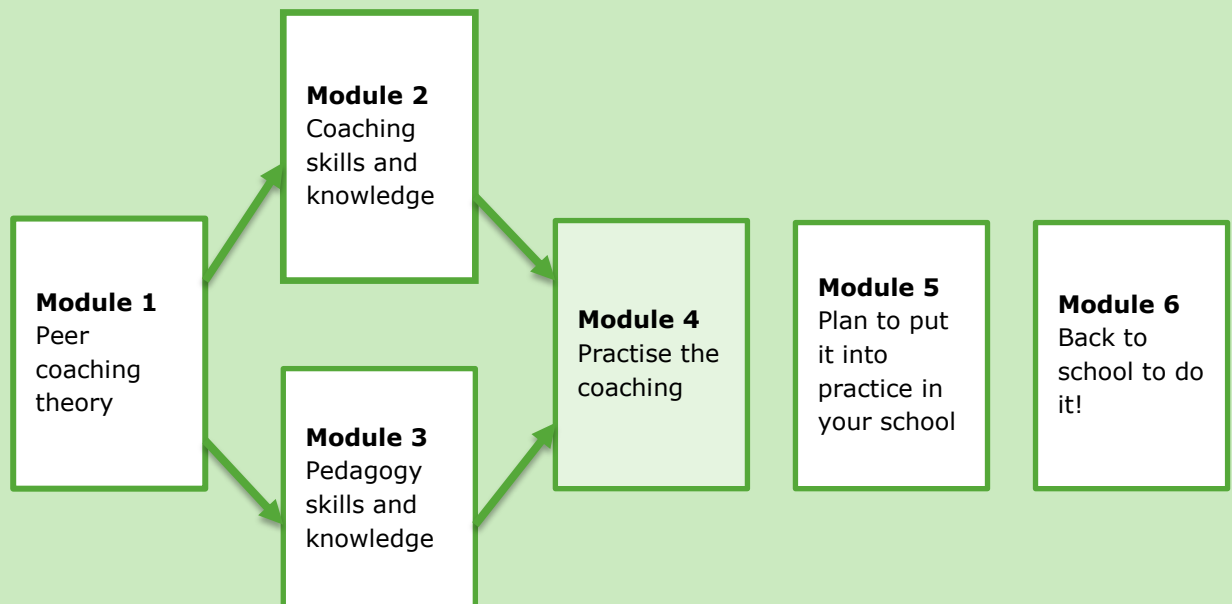 Module 1
Peer
coaching
theory
Module 2
Coaching
skills and
knowledge
Module 3
Pedagogy
skills and
knowledge
Module 4
Practise the
coaching
Module 5
Plan to put
it into
practice in
your school
Module 6
Back to
school to do
it!